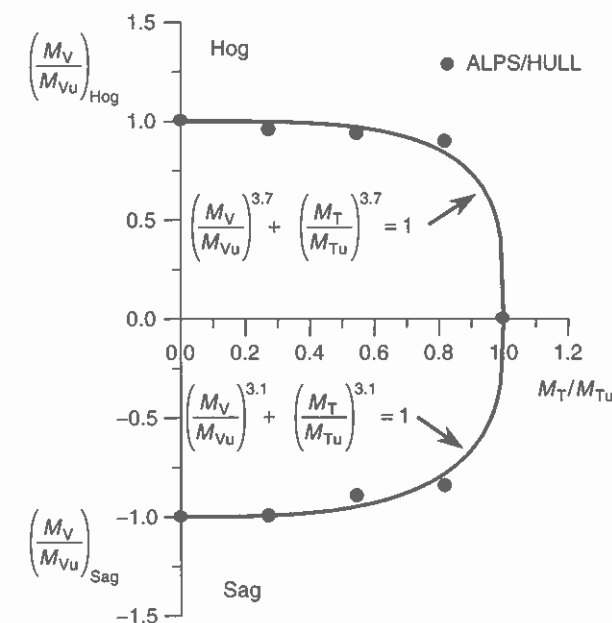 1.5
Hog
(M_V/M_Vu)_Hog
ALPS/HULL
1.0
(M_V/M_Vu)^3.7 + (M_T/M_Tu)^3.7 = 1
0.5
0.0
0.0 0.2 0.4 0.6 0.8 1.0 1.2
M_T/M_Tu
(M_V/M_Vu)^3.1 + (M_T/M_Tu)^3.1 = 1
−0.5
(M_V/M_Vu)_Sag
−1.0
Sag
−1.5